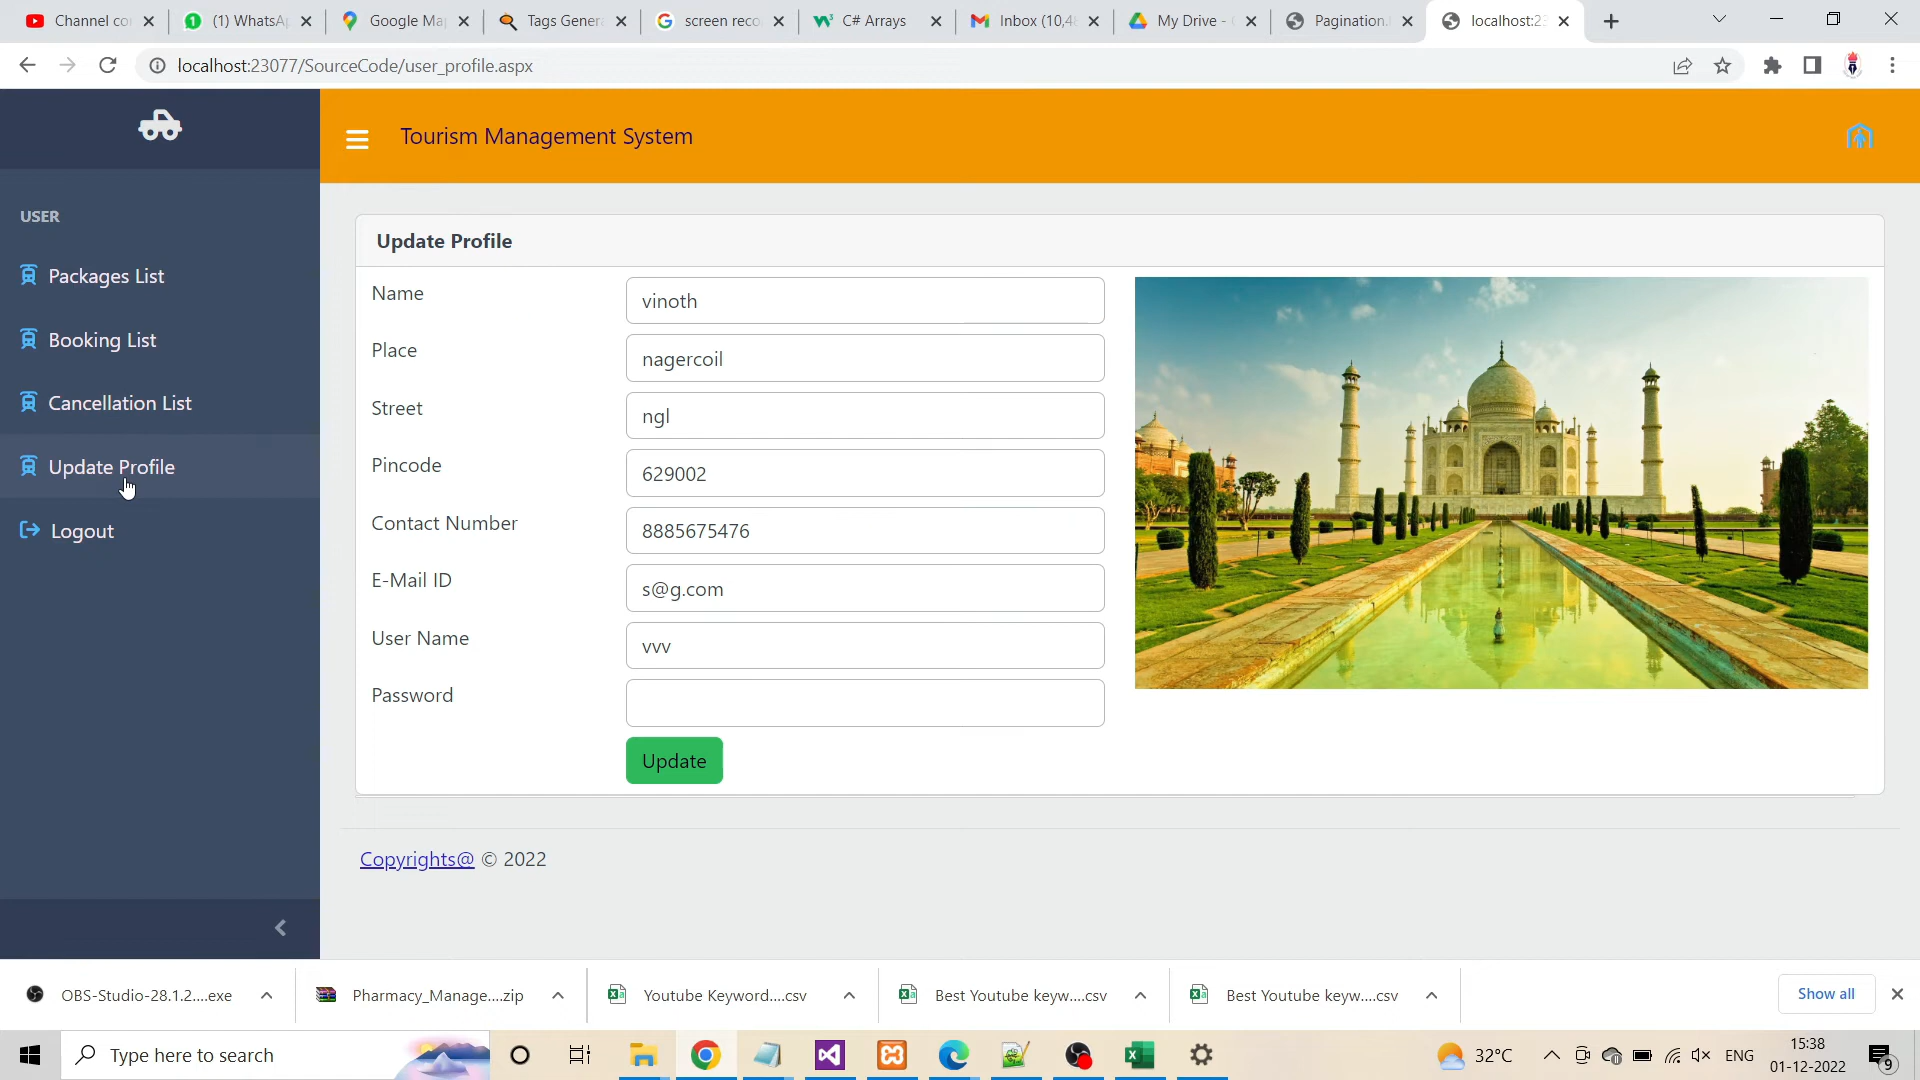 Channel co
(1) WhatsA
Google Ma
Tags Gener
screen reco
C# Arrays
Inbox (10,4
My Drive -
Pagination.
localhost:23
localhost:23077/SourceCode/user_profile.aspx
Tourism Management System
USER
Packages List
Booking List
Cancellation List
Update Profile
Logout
Update Profile
Name
vinoth
Place
nagercoil
Street
ngl
Pincode
629002
Contact Number
8885675476
E-Mail ID
s@g.com
User Name
vvv
Password
Update
Copyrights@ © 2022
OBS-Studio-28.1.2....exe
Pharmacy_Manage....zip
Youtube Keyword....csv
Best Youtube keyw....csv
Best Youtube keyw....csv
Show all
Type here to search
32°C
ENG
15:38
01-12-2022
9